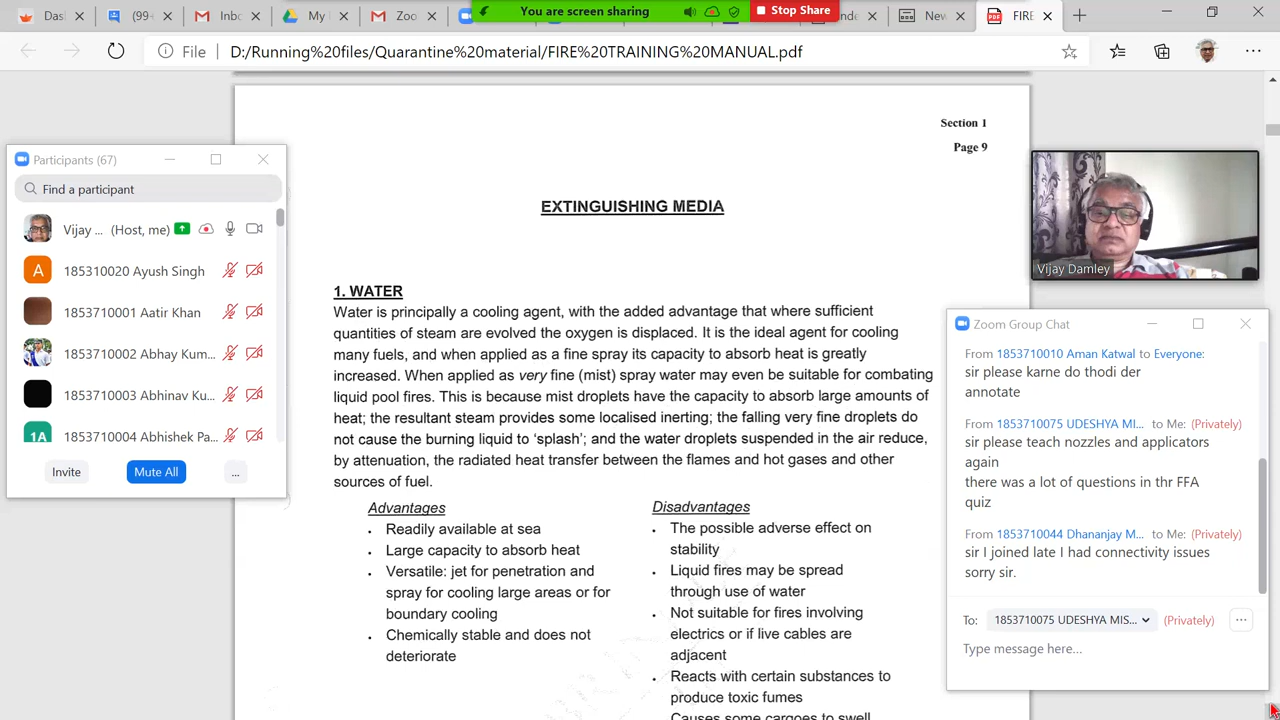 Das
(99+
Inbo
My
Zoo
You are screen sharing
Stop Share
New
FIRE
File
D:/Running%20files/Quarantine%20material/FIRE%20TRAINING%20MANUAL.pdf
Section 1
Page 9
EXTINGUISHING MEDIA
1. WATER
Water is principally a cooling agent, with the added advantage that where sufficient
quantities of steam are evolved the oxygen is displaced. It is the ideal agent for cooling
many fuels, and when applied as a fine spray its capacity to absorb heat is greatly
increased. When applied as very fine (mist) spray water may even be suitable for combating
liquid pool fires. This is because mist droplets have the capacity to absorb large amounts of
heat; the resultant steam provides some localised inerting; the falling very fine droplets do
not cause the burning liquid to ‘splash’; and the water droplets suspended in the air reduce,
by attenuation, the radiated heat transfer between the flames and hot gases and other
sources of fuel.
Advantages
. Readily available at sea
. Large capacity to absorb heat
. Versatile: jet for penetration and
spray for cooling large areas or for
boundary cooling
. Chemically stable and does not
deteriorate
Disadvantages
. The possible adverse effect on
stability
. Liquid fires may be spread
through use of water
. Not suitable for fires involving
electrics or if live cables are
adjacent
. Reacts with certain substances to
produce toxic fumes
Causes some cargoes to swell
Participants (67)
Find a participant
Vijay ... (Host, me)
A
185310020 Ayush Singh
1853710001 Aatir Khan
1853710002 Abhay Kum...
1853710003 Abhinav Ku...
1A
1853710004 Abhishek Pa...
Invite
Mute All
...
Vijay Damley
Zoom Group Chat
From 1853710010 Aman Katwal to Everyone:
sir please karne do thodi der
annotate
From 1853710075 UDESHYA MI... to Me: (Privately)
sir please teach nozzles and applicators
again
there was a lot of questions in thr FFA
quiz
From 1853710044 Dhananjay M... to Me: (Privately)
sir I joined late I had connectivity issues
sorry sir.
To: 1853710075 UDESHYA MIS... (Privately)
Type message here...